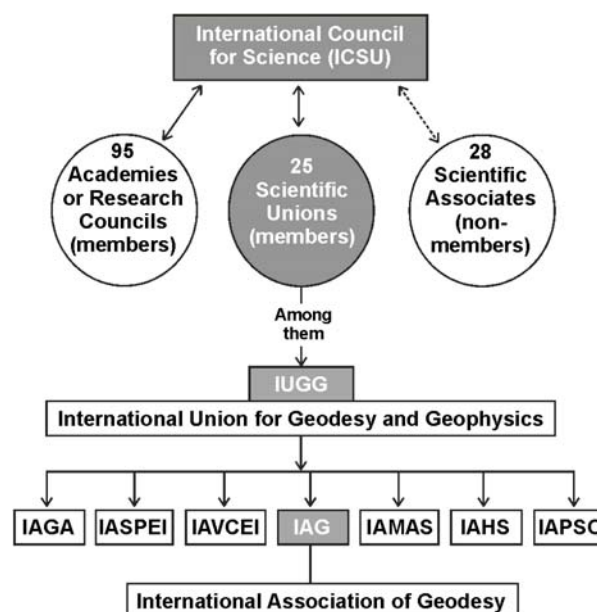 International Council
for Science (ICSU)
95
Academies
or Research
Councils
(members)
25
Scientific
Unions
(members)
28
Scientific
Associates
(non-
members)
Among
them
IUGG
International Union for Geodesy and Geophysics
IAGA IASPEI IAVCEI IAG IAMAS IAHS IAPSO
International Association of Geodesy